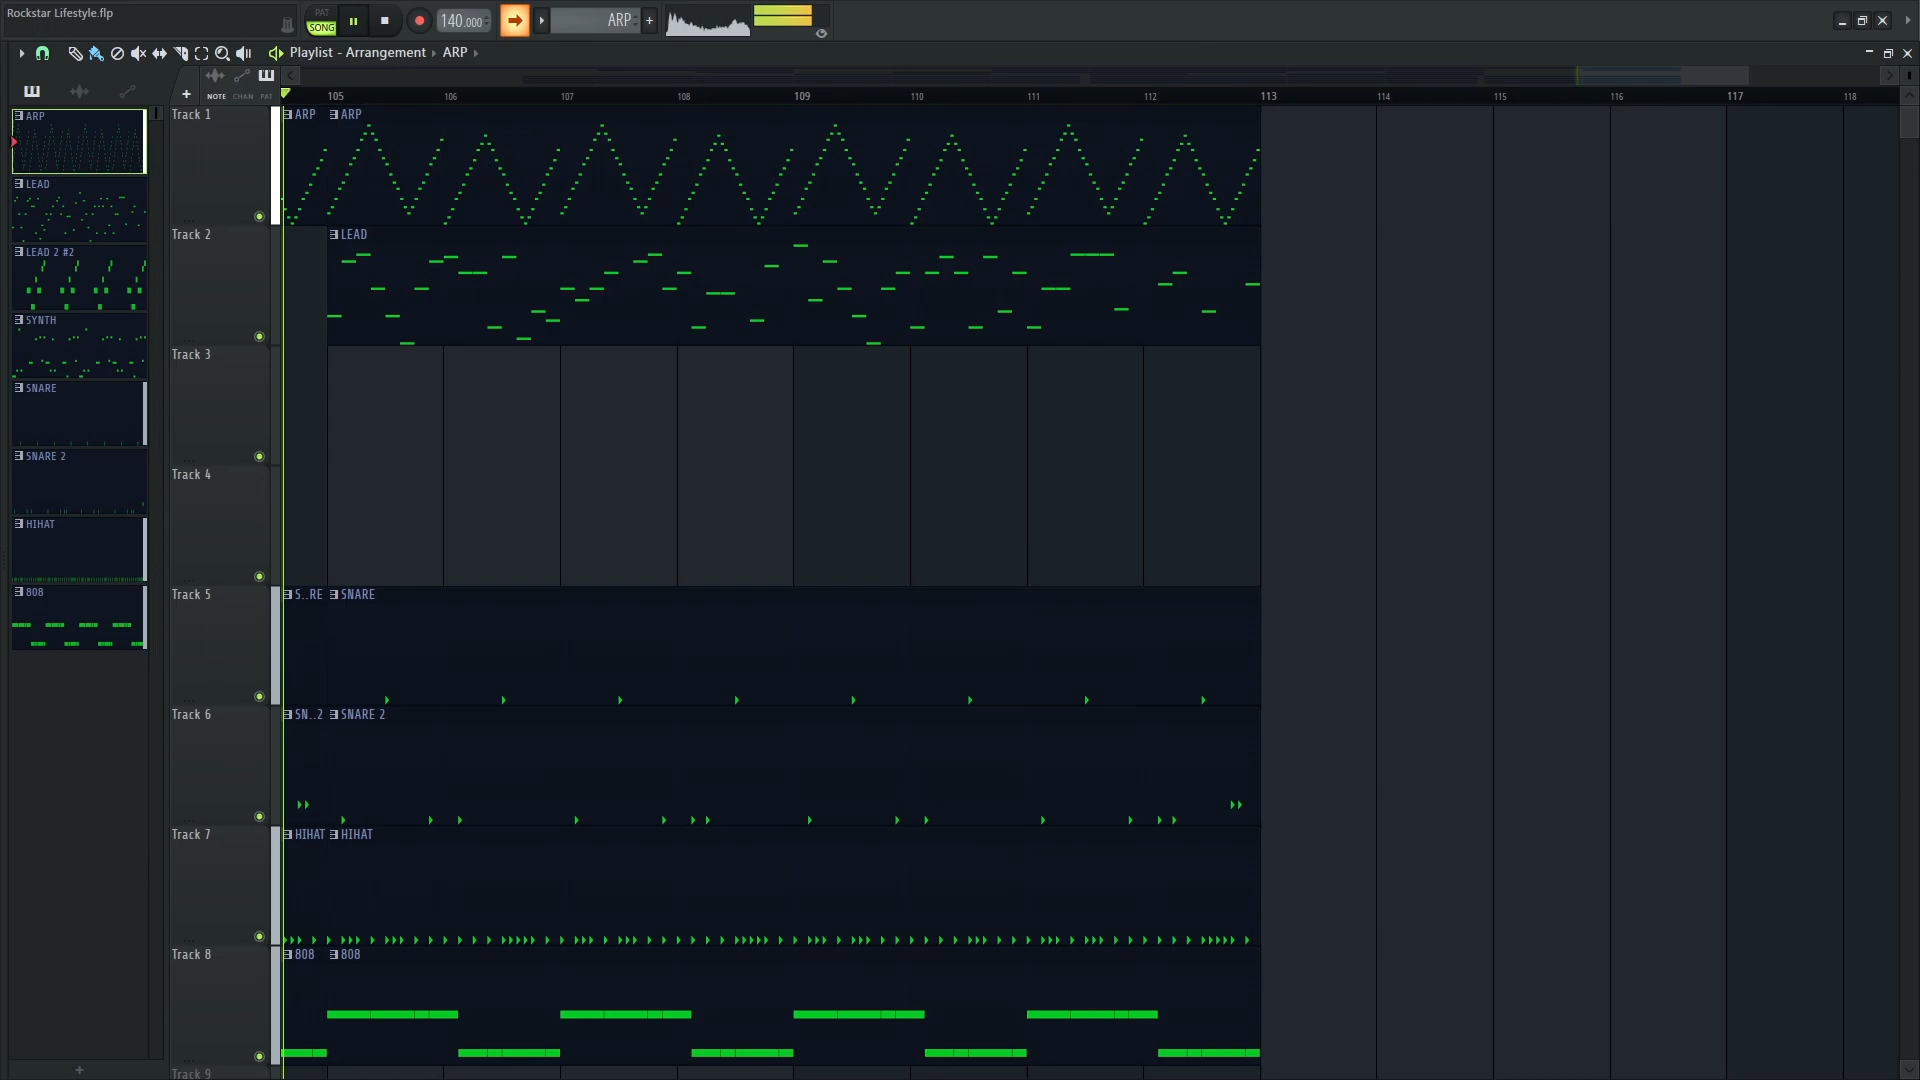 Rockstar Lifestyle.flp
PAT
SONG
140.000
ARP
Playlist - Arrangement ARP
NOTE CHAN PAT
105 106 107 108 109 110 111 112 113 114 115 116 117 118
ARP
LEAD
LEAD 2 #2
SYNTH
SNARE
SNARE 2
HIHAT
808
Track 1
ARP ARP
Track 2
LEAD
Track 3
Track 4
Track 5
S..RE SNARE
Track 6
SN..2 SNARE 2
Track 7
HIHAT HIHAT
Track 8
808 808
Track 9